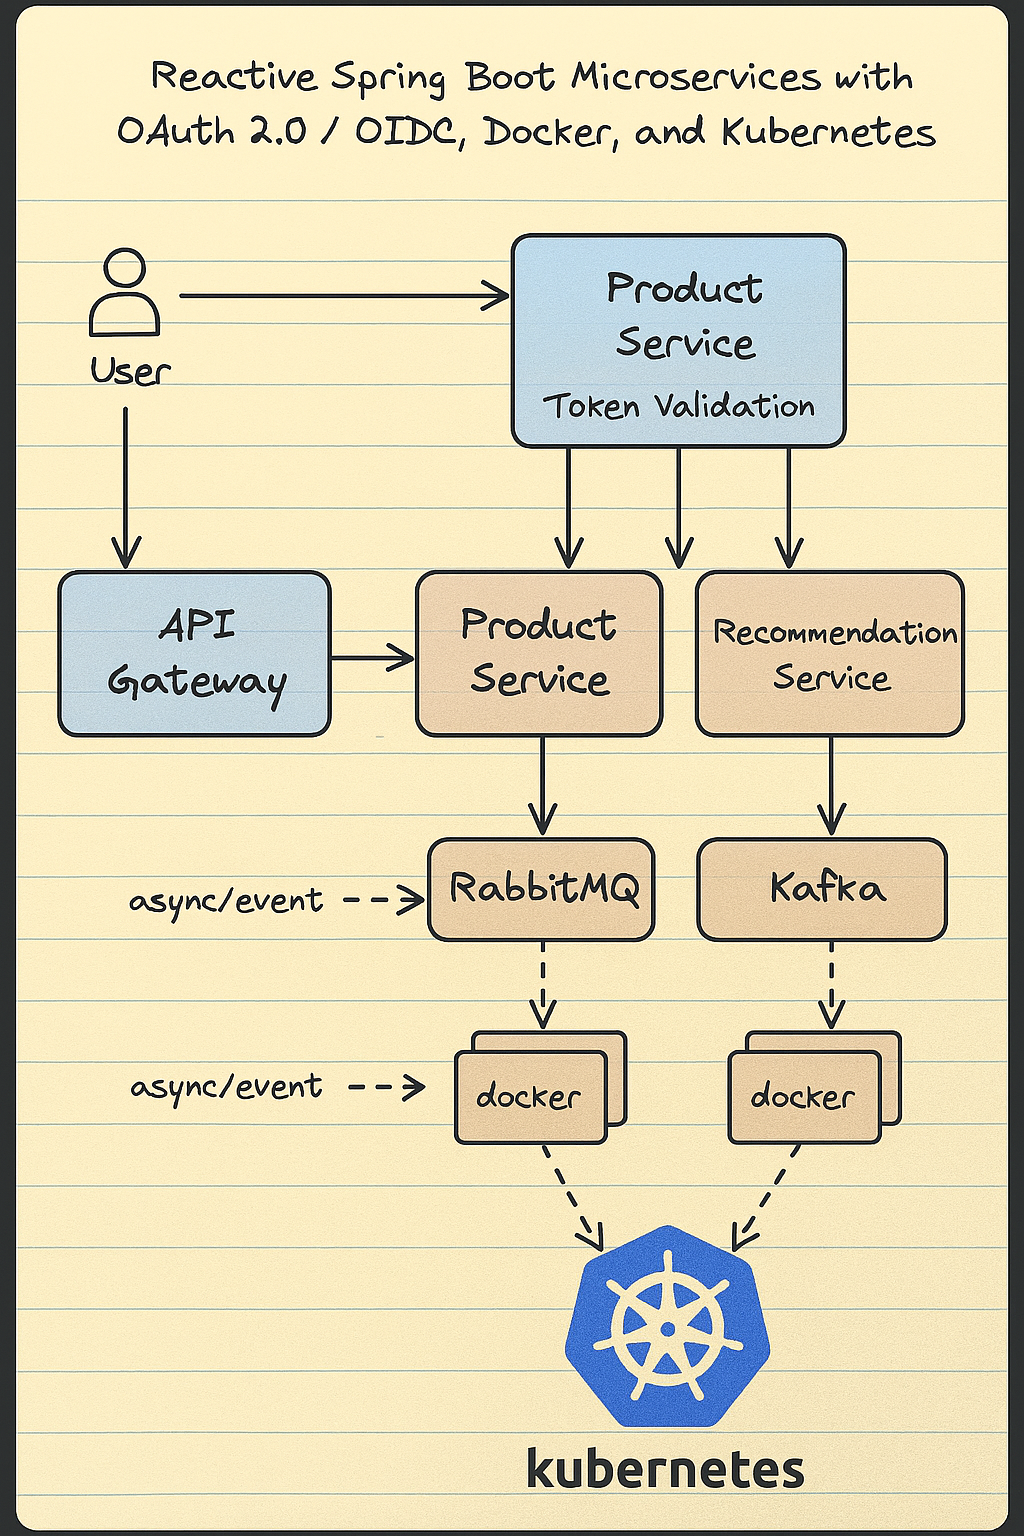 Reactive Spring Boot Microservices with
OAuth 2.0 / OIDC, Docker, and Kubernetes
User
Product
Service
Token Validation
API
Gateway
Product
Service
Recommendation
Service
async/event
RabbitMQ
Kafka
async/event
docker
docker
kubernetes